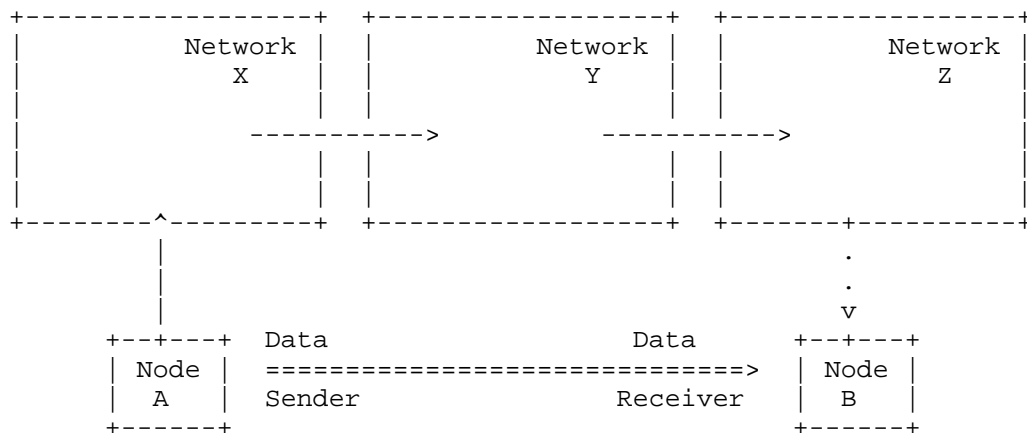 Network Network Network
X Y Z
Data Data
Node Node
A Sender Receiver B